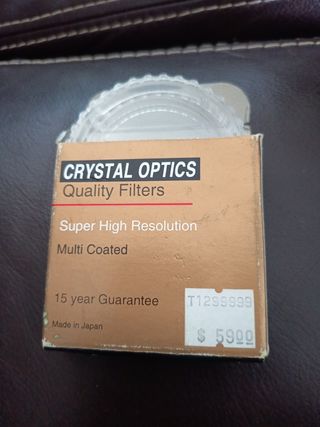 CRYSTAL OPTICS
Quality Filters
Super High Resolution
Multi Coated
15 year Guarantee
T1299999
Made in Japan
$ 5900